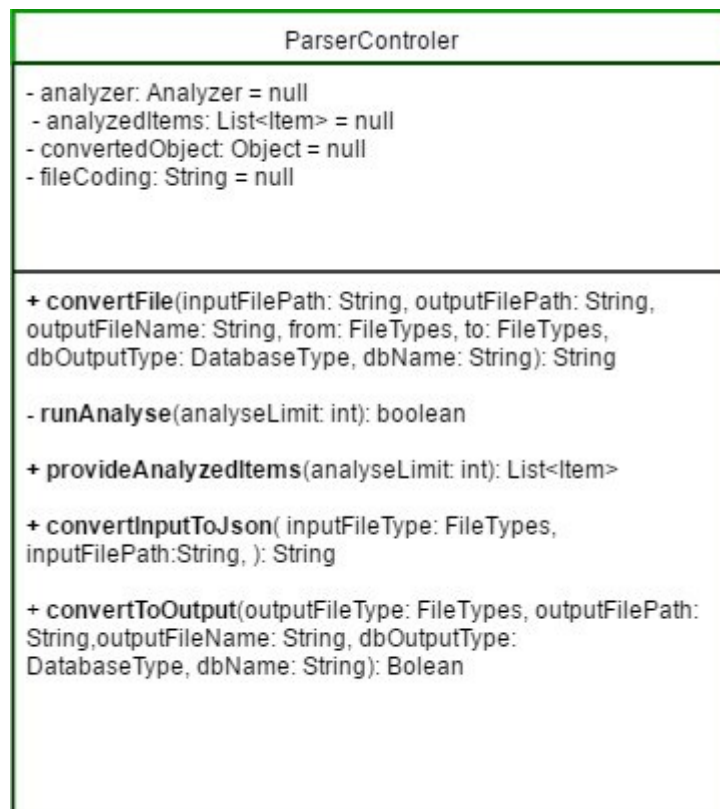 ParserControler
- analyzer: Analyzer = null
- analyzedItems: List<Item> = null
- convertedObject: Object = null
- fileCoding: String = null
+ convertFile(inputFilePath: String, outputFilePath: String,
outputFileName: String, from: FileTypes, to: FileTypes,
dbOutputType: DatabaseType, dbName: String): String
- runAnalyse(analyseLimit: int): boolean
+ provideAnalyzedItems(analyseLimit: int): List<Item>
+ convertInputToJson( inputFileType: FileTypes,
inputFilePath:String, ): String
+ convertToOutput(outputFileType: FileTypes, outputFilePath:
String,outputFileName: String, dbOutputType:
DatabaseType, dbName: String): Bolean